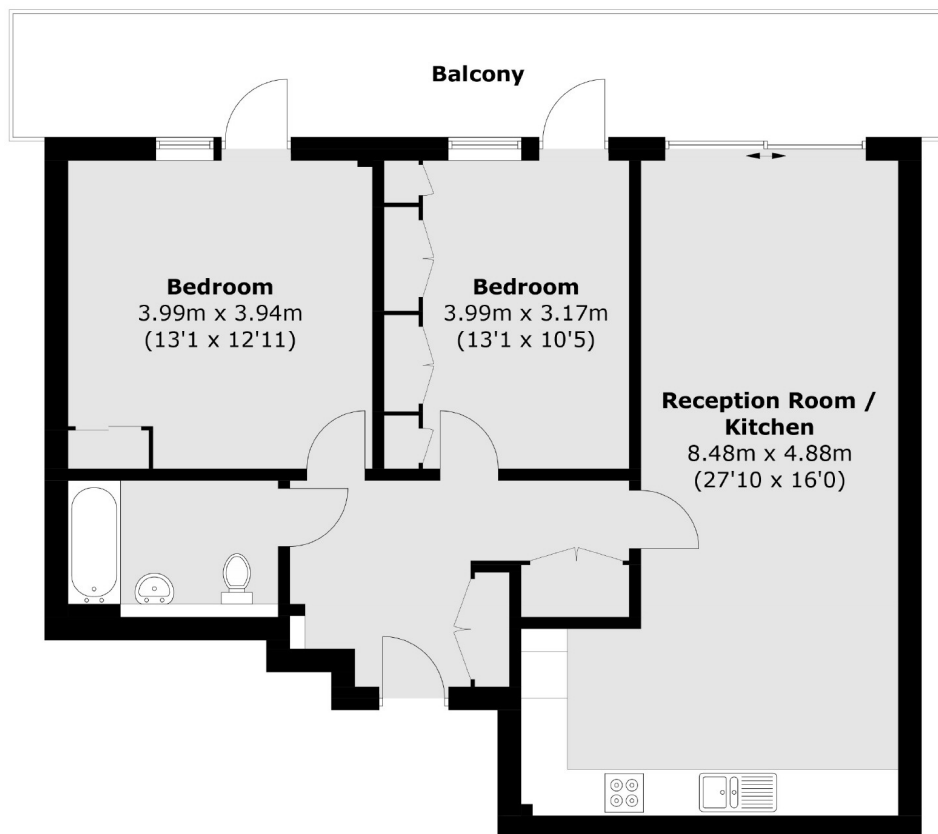 Balcony
Bedroom
3.99m x 3.94m
(13'1 x 12'11)
Bedroom
3.99m x 3.17m
(13'1 x 10'5)
Reception Room /
Kitchen
8.48m x 4.88m
(27'10 x 16'0)